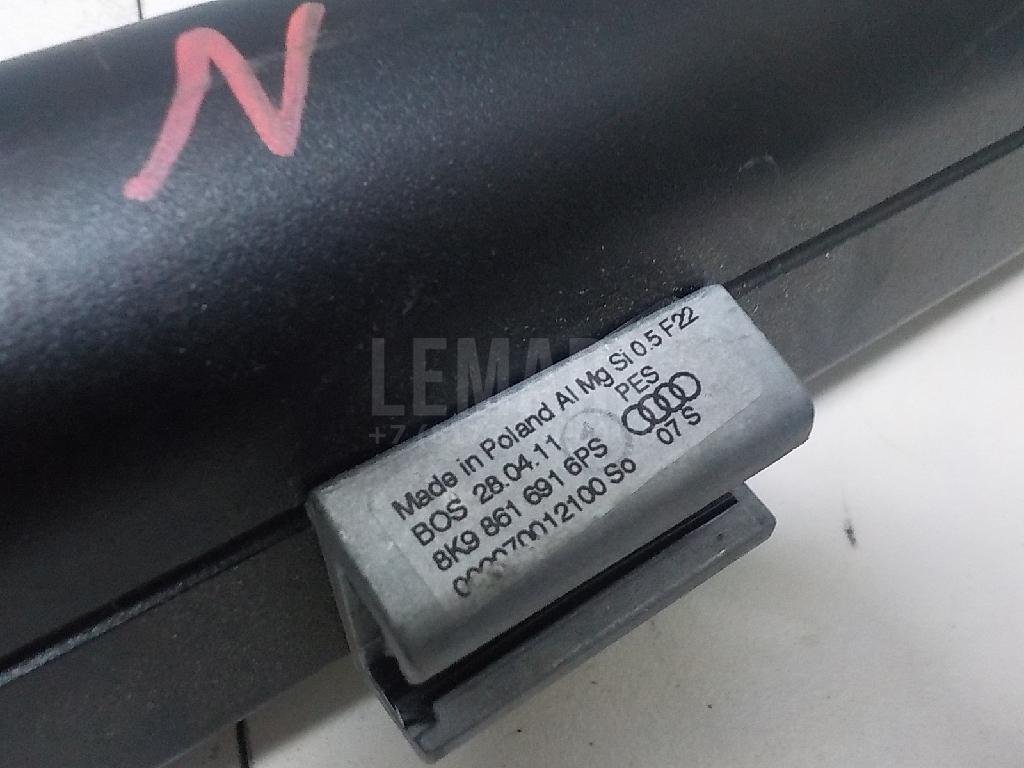 N
Made in Poland Al Mg Si 0.5 F22
BOS 28.04.11 PES
8K9 861 691 6PS
07 S
So